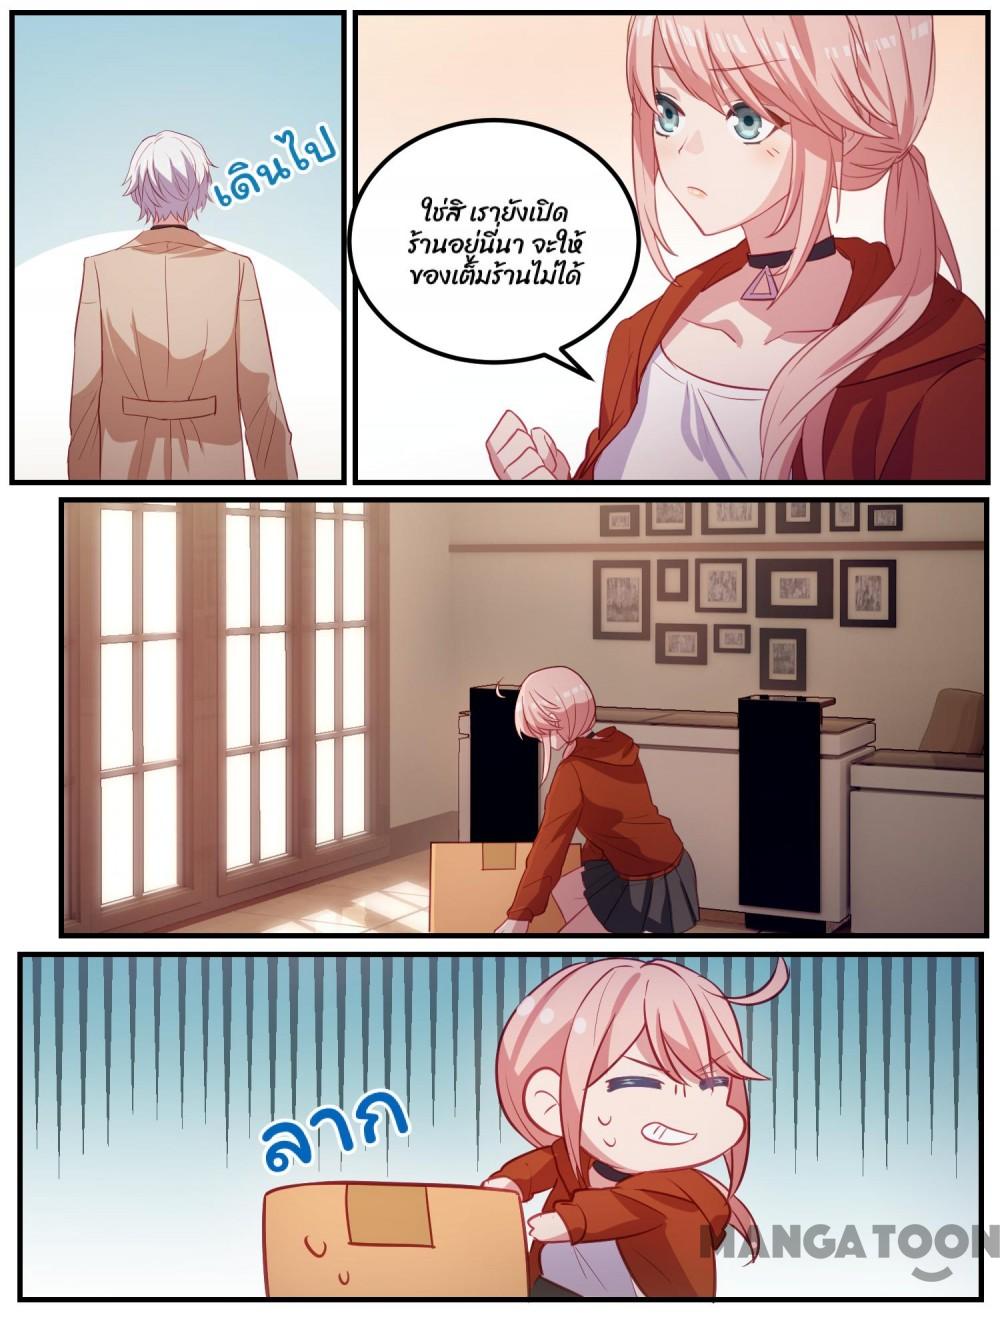 เดินไป
ใช่สิ เรายังเปิด
ร้านอยู่นี่นา จะให้
ของเต็มร้านไม่ได้
ลาก
MANGATOON